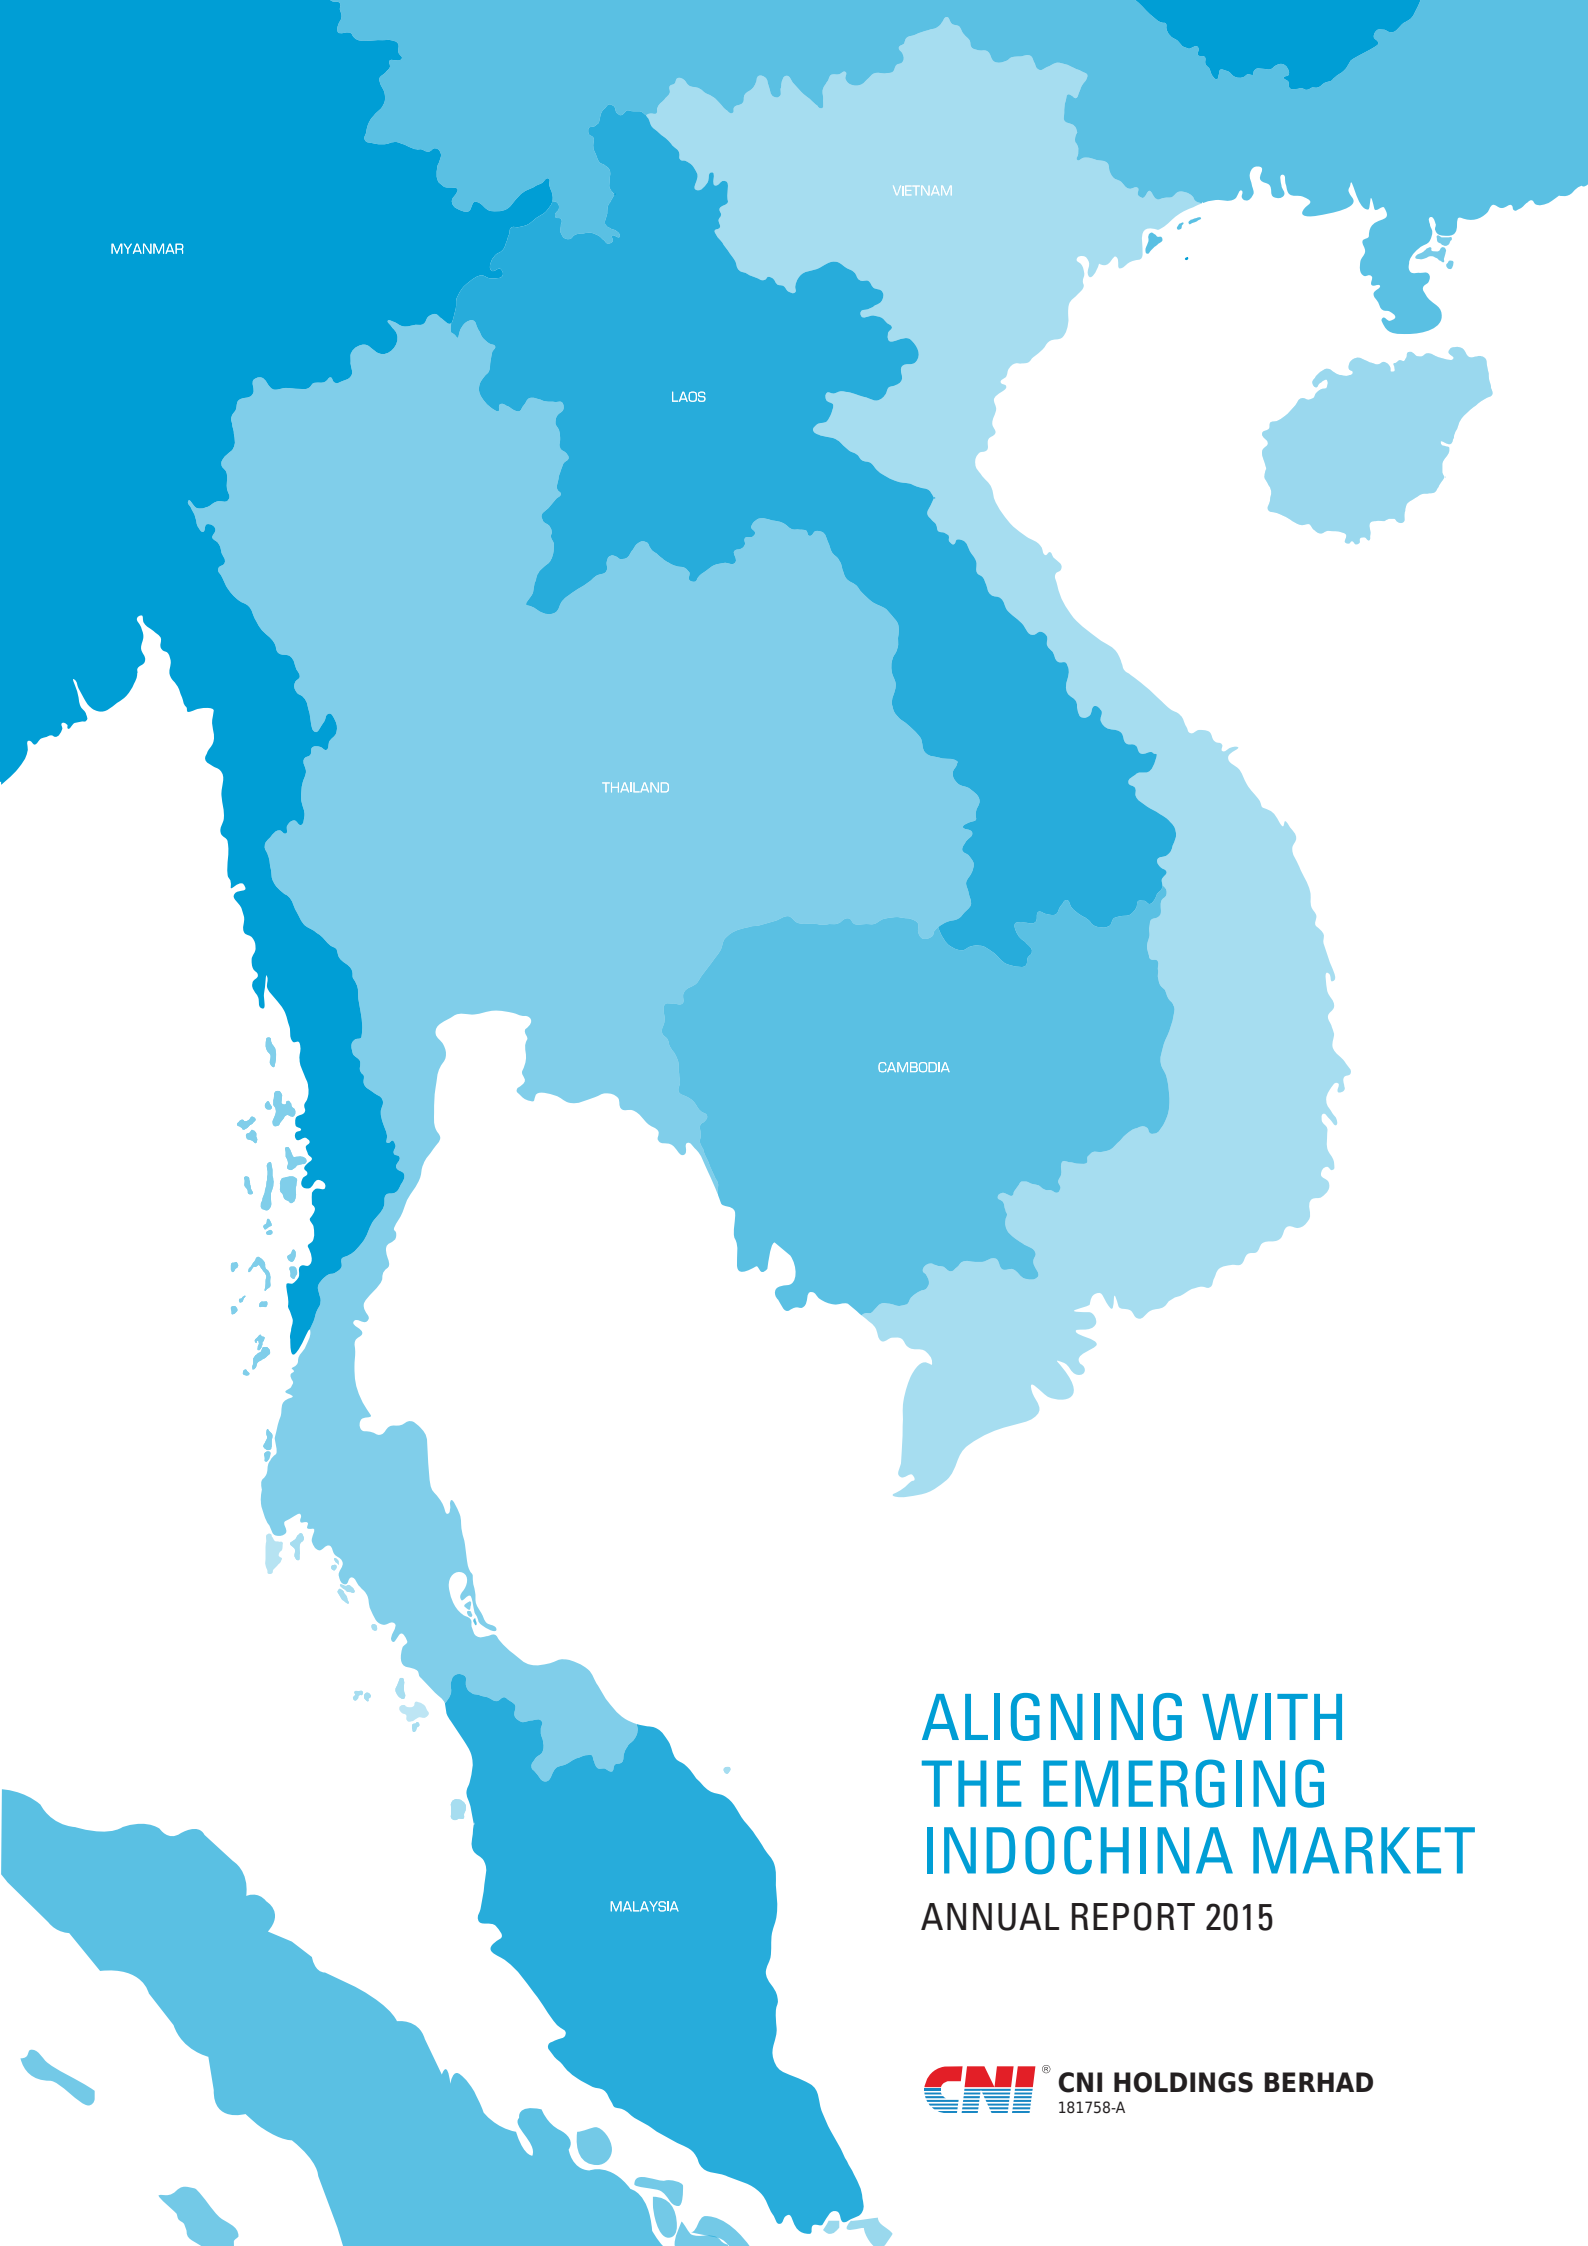 VIETNAM
MYANMAR
LAOS
THAILAND
CAMBODIA
MALAYSIA
ALIGNING WITH
THE EMERGING
INDOCHINA MARKET
ANNUAL REPORT 2015
CNI ® CNI HOLDINGS BERHAD
181758-A